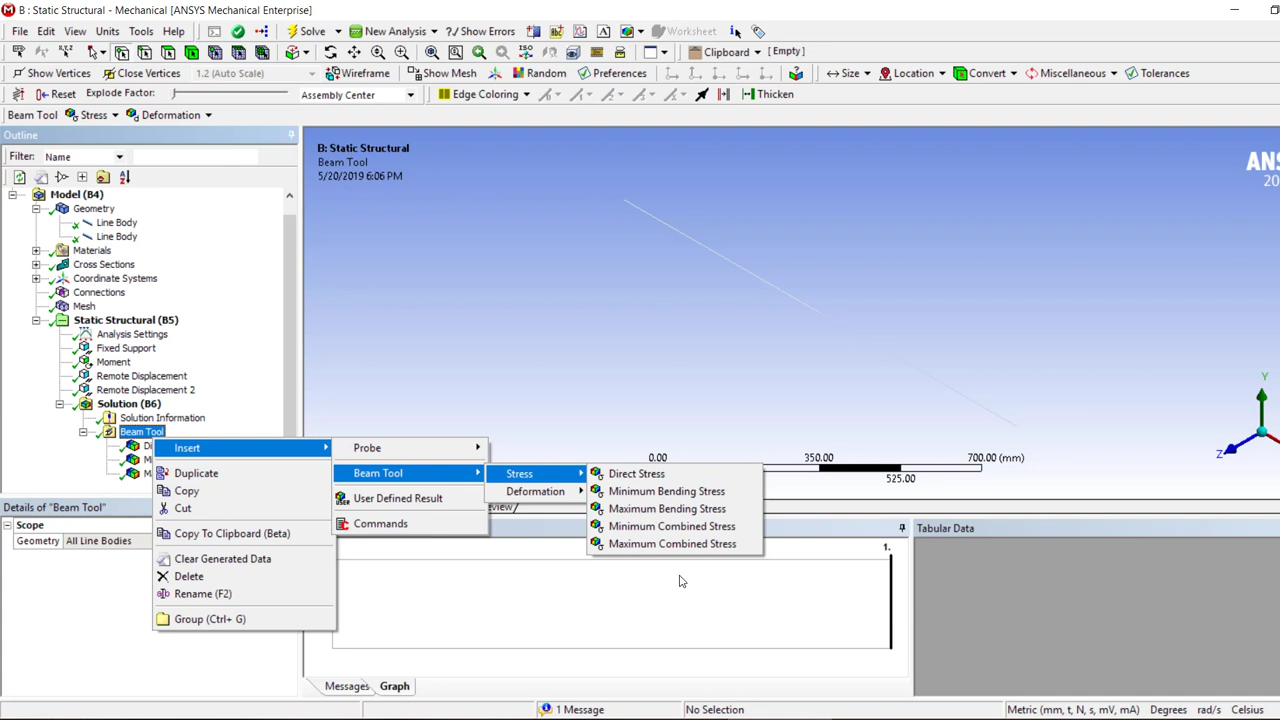 B : Static Structural - Mechanical [ANSYS Mechanical Enterprise]
File Edit View Units Tools Help Solve New Analysis ?/ Show Errors Worksheet
Clipboard [ Empty]
Show Vertices Close Vertices 1.2 (Auto Scale) Wireframe Show Mesh Random Preferences Size Location Convert Miscellaneous Tolerances
Reset Explode Factor: Assembly Center Edge Coloring Thicken
Beam Tool Stress Deformation
Outline
Filter: Name
Model (B4)
Geometry
Line Body
Line Body
Materials
Cross Sections
Coordinate Systems
Connections
Mesh
Static Structural (B5)
Analysis Settings
Fixed Support
Moment
Remote Displacement
Remote Displacement 2
Solution (B6)
Solution Information
Beam Tool
Insert
Duplicate
Copy
Cut
Copy To Clipboard (Beta)
Clear Generated Data
Delete
Rename (F2)
Group (Ctrl+ G)
Probe
Beam Tool
User Defined Result
Commands
Stress
Deformation
Direct Stress
Minimum Bending Stress
Maximum Bending Stress
Minimum Combined Stress
Maximum Combined Stress
B: Static Structural
Beam Tool
5/20/2019 6:06 PM
ANS
20
Y
Z
0.00 350.00 700.00 (mm)
525.00
Details of "Beam Tool"
Scope
Geometry All Line Bodies
Tabular Data
1.
Messages Graph
1 Message No Selection Metric (mm, t, N, s, mV, mA) Degrees rad/s Celsius